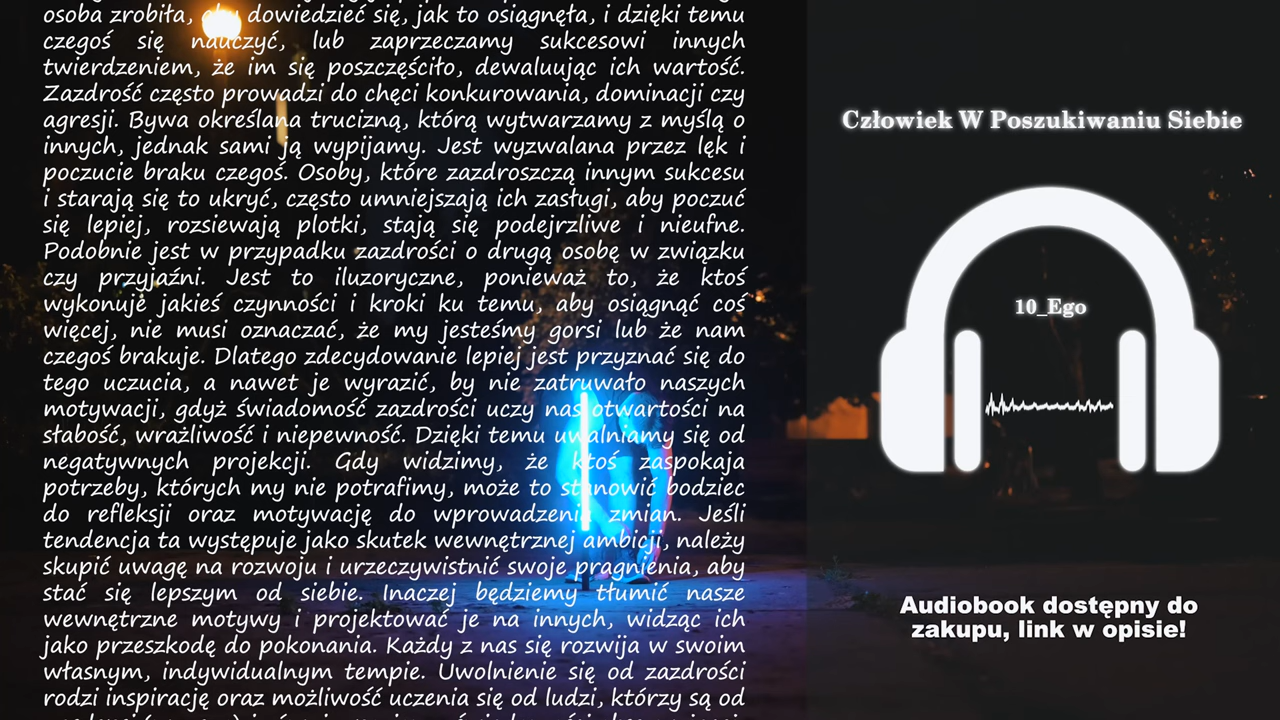 osoba zrobiła, aby dowiedzieć się, jak to osiągnęła, i dzięki temu
czegoś się nauczyć, lub zaprzeczamy sukcesowi innych
twierdzeniem, że im się poszczęściło, dewaluując ich wartość.
Zazdrość często prowadzi do chęci konkurowania, dominacji czy
agresji. Bywa określana trucizną, którą wytwarzamy z myślą o
innych, jednak sami ją wypijamy. Jest wyzwalana przez lęk i
poczucie braku czegoś. Osoby, które zazdroszczą innym sukcesu
i starają się to ukryć, często umniejszają ich zasługi, aby poczuć
się lepiej, rozsiewają plotki, stają się podejrzliwe i nieufne.
Podobnie jest w przypadku zazdrości o drugą osobę w związku
czy przyjaźni. Jest to iluzoryczne, ponieważ to, że ktoś
wykonuje jakieś czynności i kroki ku temu, aby osiągnąć coś
więcej, nie musi oznaczać, że my jesteśmy gorsi lub że nam
czegoś brakuje. Dlatego zdecydowanie lepiej jest przyznać się do
tego uczucia, a nawet je wyrazić, by nie zatruwało naszych
motywacji, gdyż świadomość zazdrości uczy nas otwartości na
słabość, wrażliwość i niepewność. Dzięki temu uwalniamy się od
negatywnych projekcji. Gdy widzimy, że ktoś zaspokaja
potrzeby, których my nie potrafimy, może to stanowić bodziec
do refleksji oraz motywację do wprowadzenia zmian. Jeśli
tendencja ta występuje jako skutek wewnętrznej ambicji, należy
skupić uwagę na rozwoju i urzeczywistnić swoje pragnienia, aby
stać się lepszym od siebie. Inaczej będziemy tłumić nasze
wewnętrzne motywy i projektować je na innych, widząc ich
jako przeszkodę do pokonania. Każdy z nas się rozwija w swoim
własnym, indywidualnym tempie. Uwolnienie się od zazdrości
rodzi inspirację oraz możliwość uczenia się od ludzi, którzy są od
Człowiek W Poszukiwaniu Siebie
10_Ego
Audiobook dostępny do
zakupu, link w opisie!